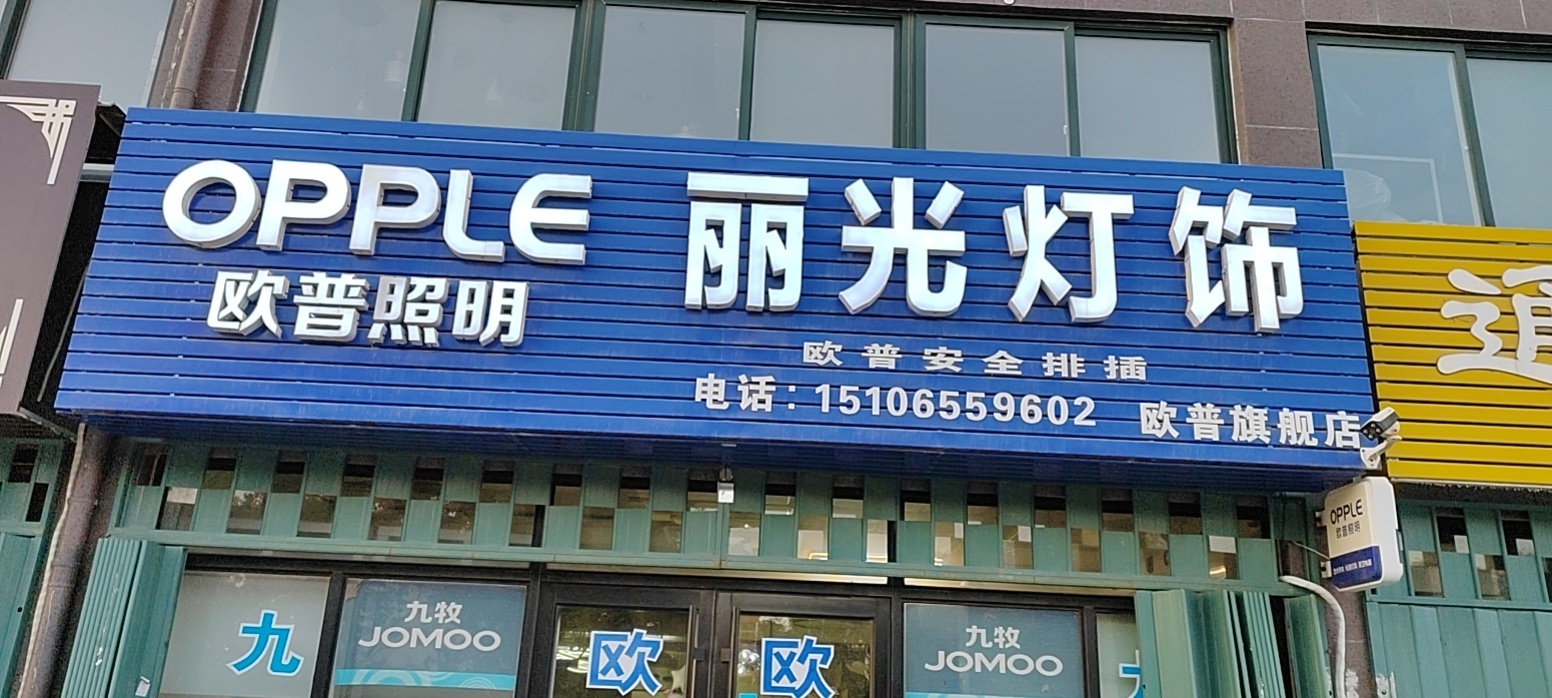 OPPLE
欧普照明
丽光灯饰
欧普安全排插
电话：15106559602
欧普旗舰店
通
OPPLE
欧普照明
九
九牧
JOMOO
欧
欧
九牧
JOMOO